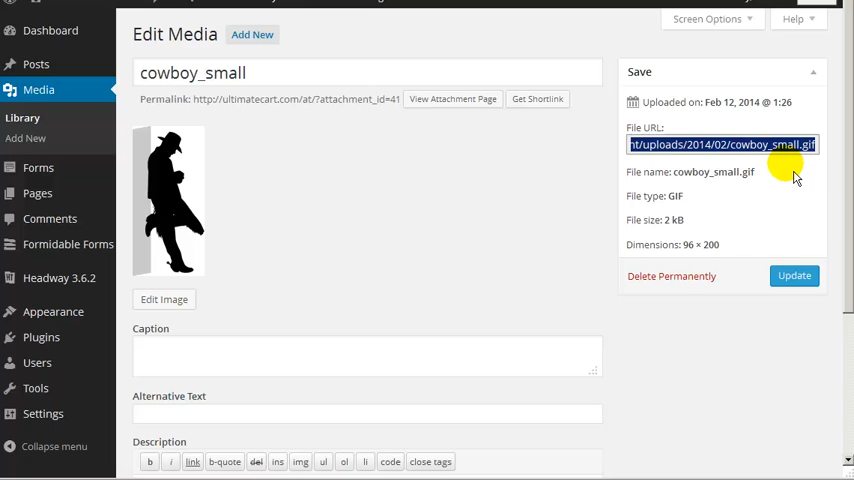 Screen Options
Help
Dashboard
Edit Media
Add New
Posts
cowboy_small
Save
Media
Permalink: http://ultimatecart.com/at/?attachment_id=41
View Attachment Page
Get Shortlink
Uploaded on: Feb 12, 2014 @ 1:26
Library
File URL:
Add New
nt/uploads/2014/02/cowboy_small.gif
Forms
File name: cowboy_small.gif
Pages
File type: GIF
Comments
File size: 2 kB
Formidable Forms
Dimensions: 96 × 200
Headway 3.6.2
Delete Permanently
Update
Edit Image
Appearance
Caption
Plugins
Users
Tools
Alternative Text
Settings
Description
Collapse menu
b
i
link
b-quote
del
ins
img
ul
ol
li
code
close tags